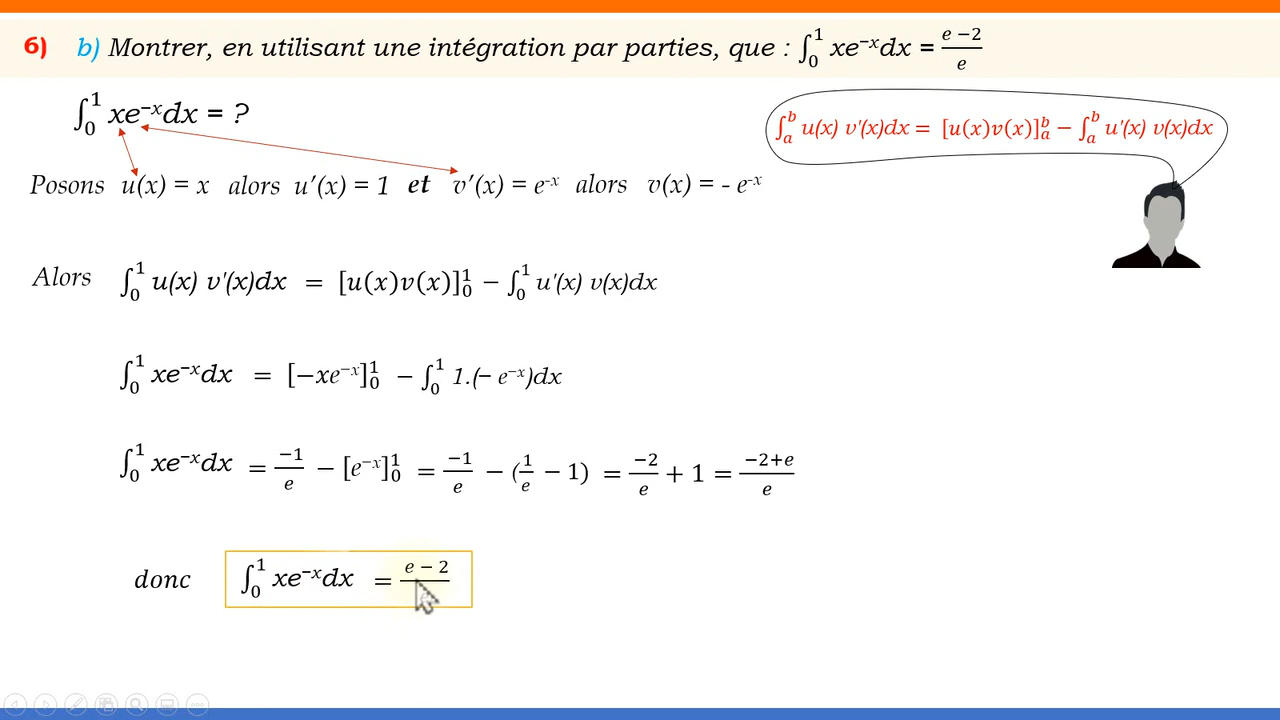 6) b) Montrer, en utilisant une intégration par parties, que : ∫₀¹ xe⁻ˣdx = (e −2)/e
∫₀¹ xe⁻ˣdx = ?
∫ₐᵇ u(x) v'(x)dx = [u(x)v(x)]ₐᵇ − ∫ₐᵇ u'(x) v(x)dx
Posons u(x) = x alors u'(x) = 1 et v'(x) = e⁻ˣ alors v(x) = - e⁻ˣ
Alors ∫₀¹ u(x) v'(x)dx = [u(x)v(x)]₀¹ − ∫₀¹ u'(x) v(x)dx
∫₀¹ xe⁻ˣdx = [−xe⁻ˣ]₀¹ − ∫₀¹ 1.(− e⁻ˣ)dx
∫₀¹ xe⁻ˣdx = −1/e − [e⁻ˣ]₀¹ = −1/e − (1/e − 1) = −2/e + 1 = (−2+e)/e
donc ∫₀¹ xe⁻ˣdx = e − 2